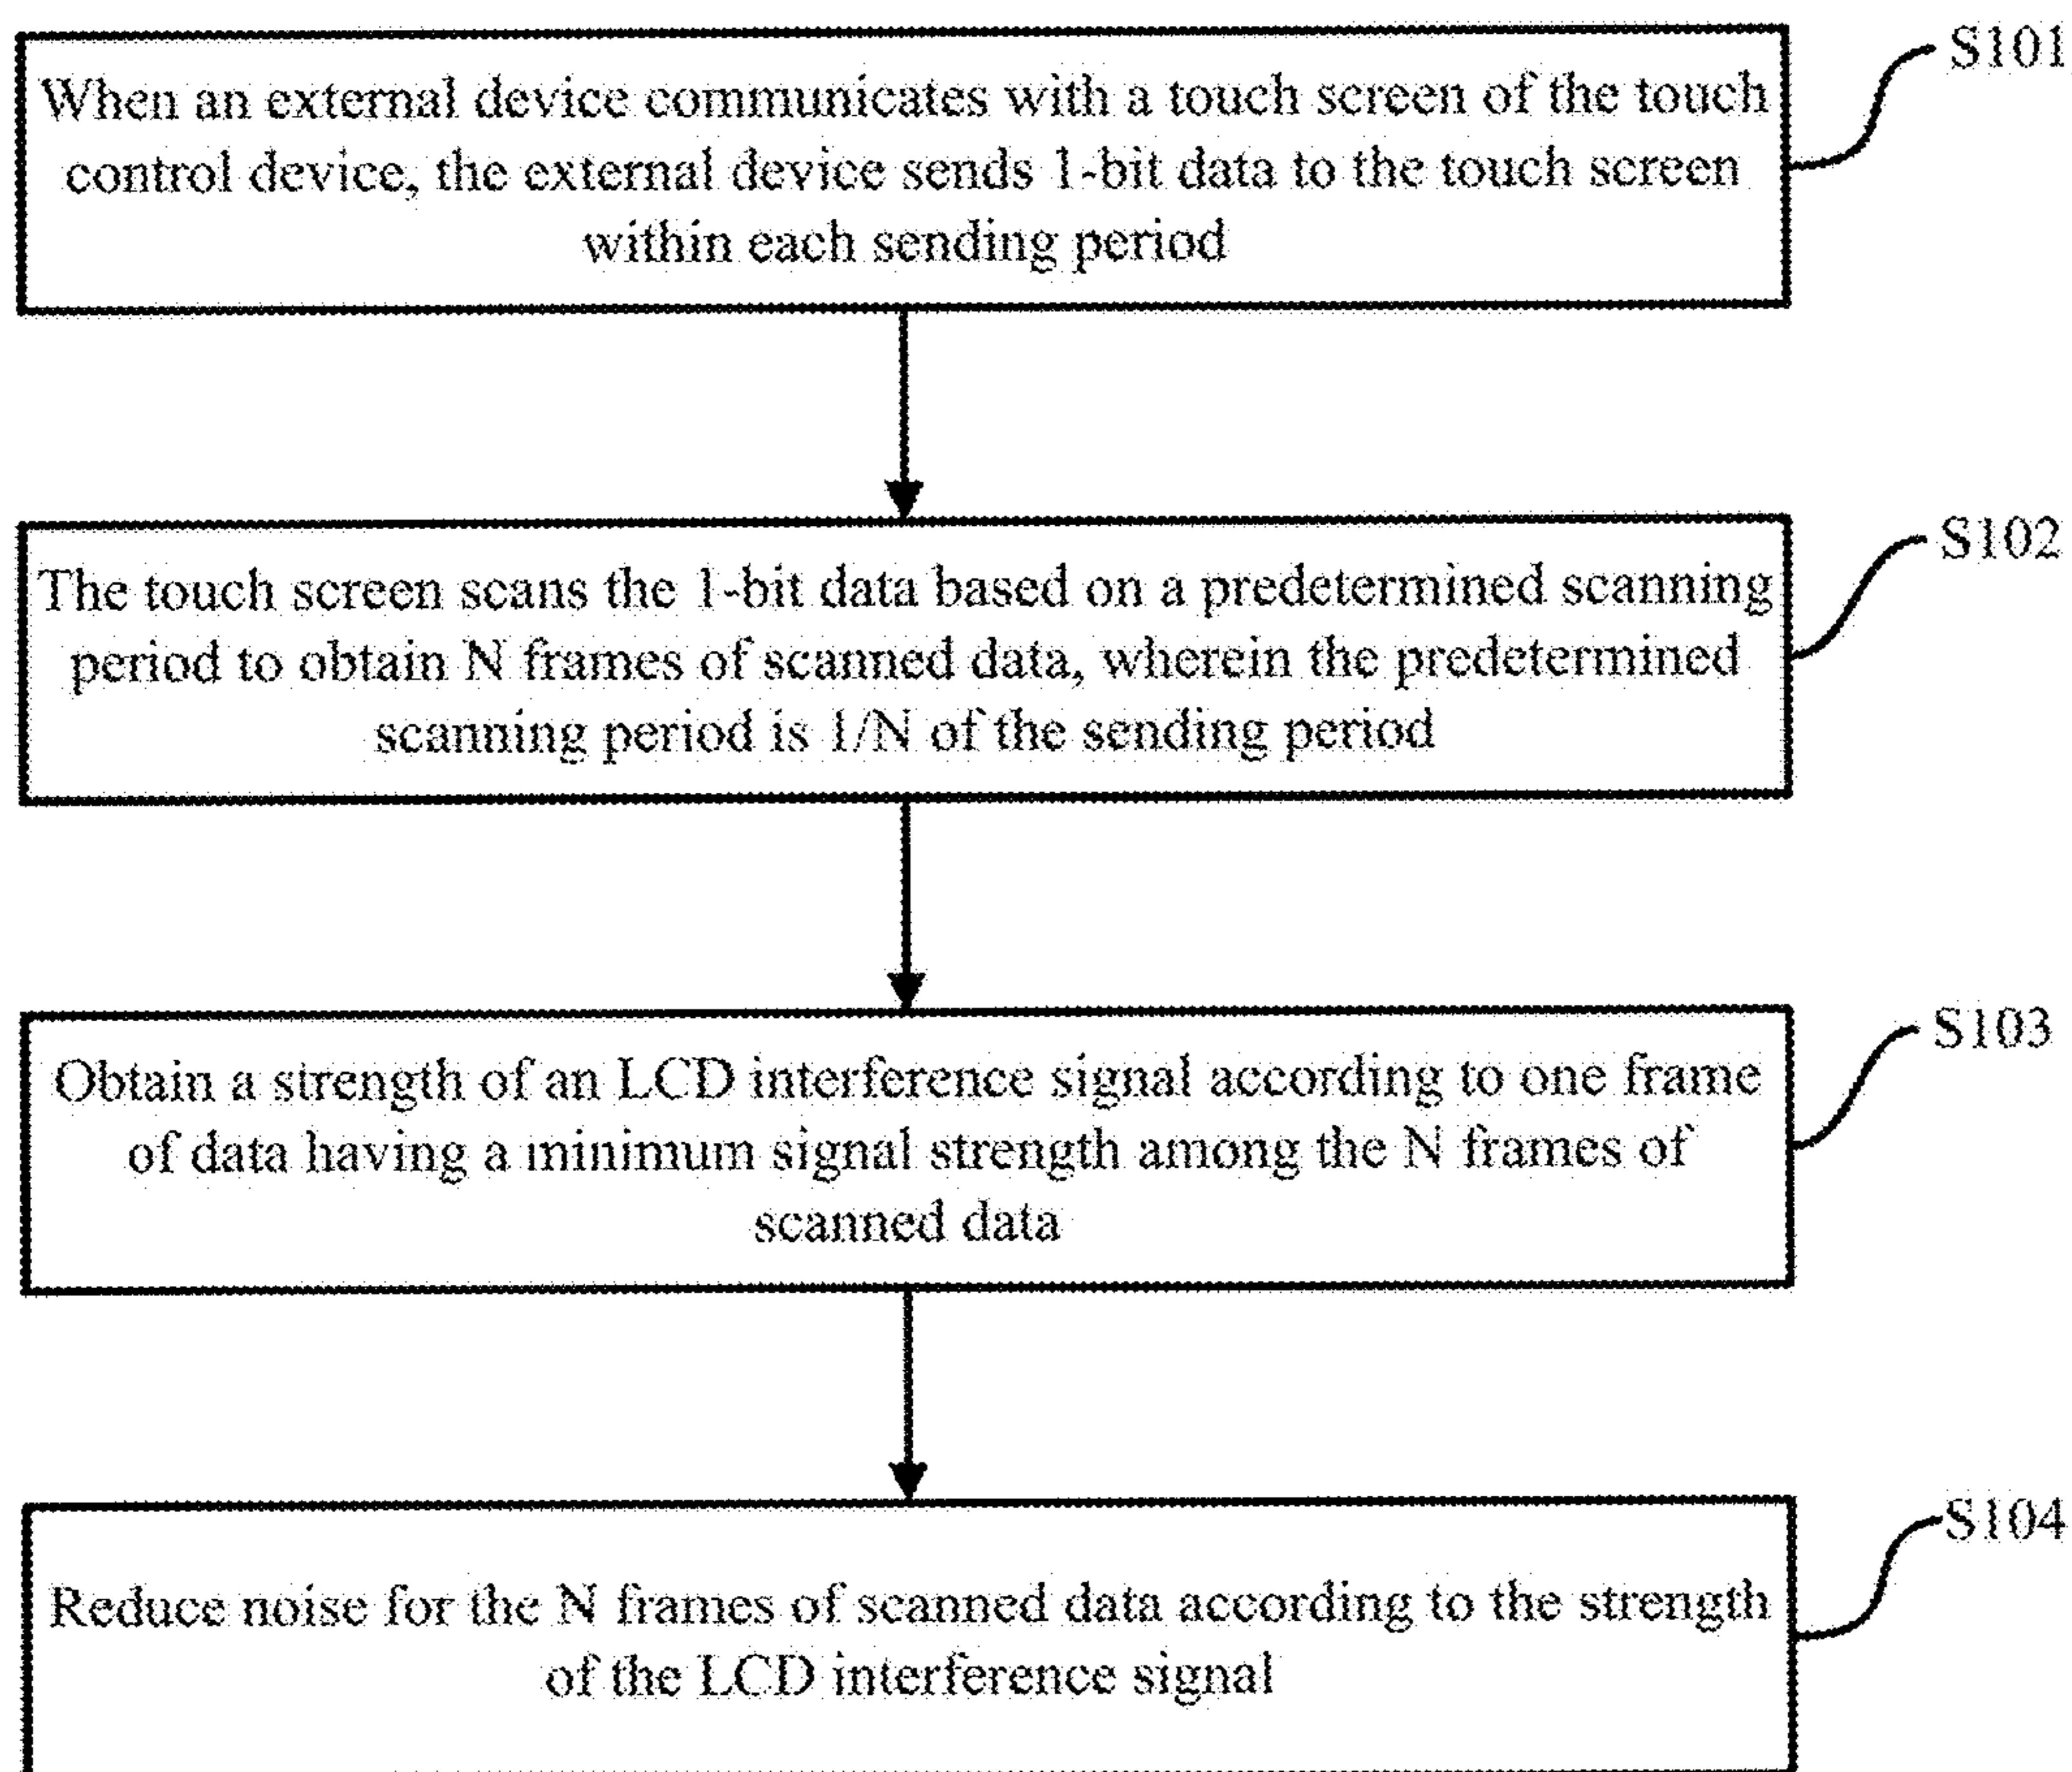 S101
When an external device communicates with a touch screen of the touch
control device, the external device sends 1-bit data to the touch screen
within each sending period
S102
The touch screen scans the 1-bit data based on a predetermined scanning
period to obtain N frames of scanned data, wherein the predetermined
scanning period is 1/N of the sending period
S103
Obtain a strength of an LCD interference signal according to one frame
of data having a minimum signal strength among the N frames of
scanned data
S104
Reduce noise for the N frames of scanned data according to the strength
of the LCD interference signal